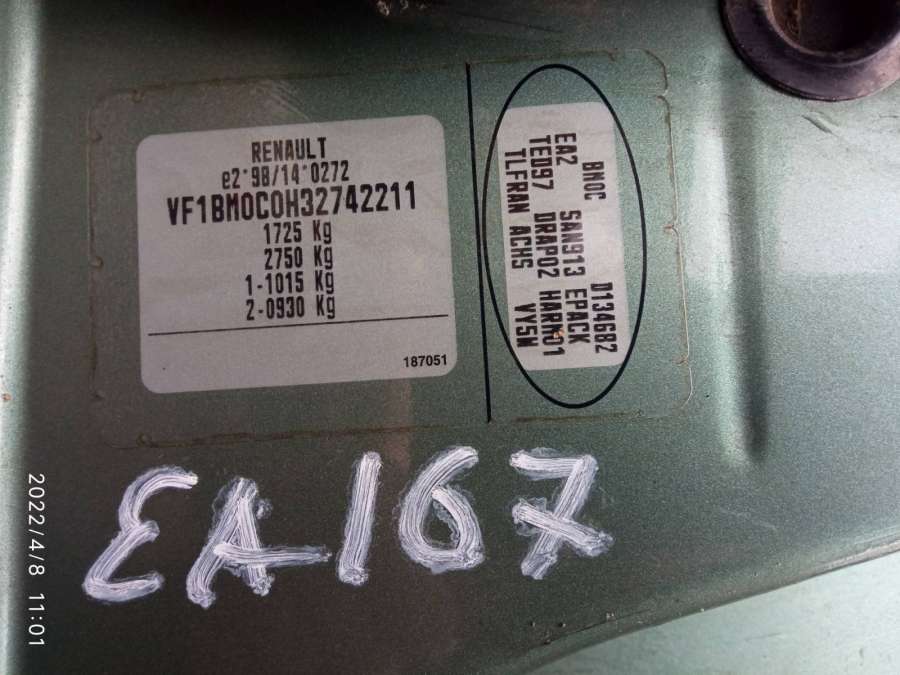 RENAULT
e2*98/14*0272
VF1BM0C0H32742211
1725 Kg
2750 Kg
1-1015 Kg
2-0930 Kg
187051
BM0C D134682
EA2 SAN913 EPACK
TED97 DRAP02 HARN01
TLFRAN ACHS VY5N
EA167
2022/4/8 11:01